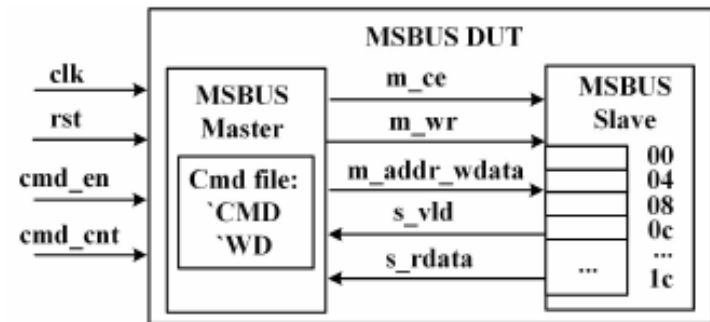 MSBUS DUT
clk
rst
cmd_en
cmd_cnt
MSBUS
Master
Cmd file:
`CMD
`WD
m_ce
m_wr
m_addr_wdata
s_vld
s_rdata
MSBUS
Slave
00
04
08
0c
...
... 1c